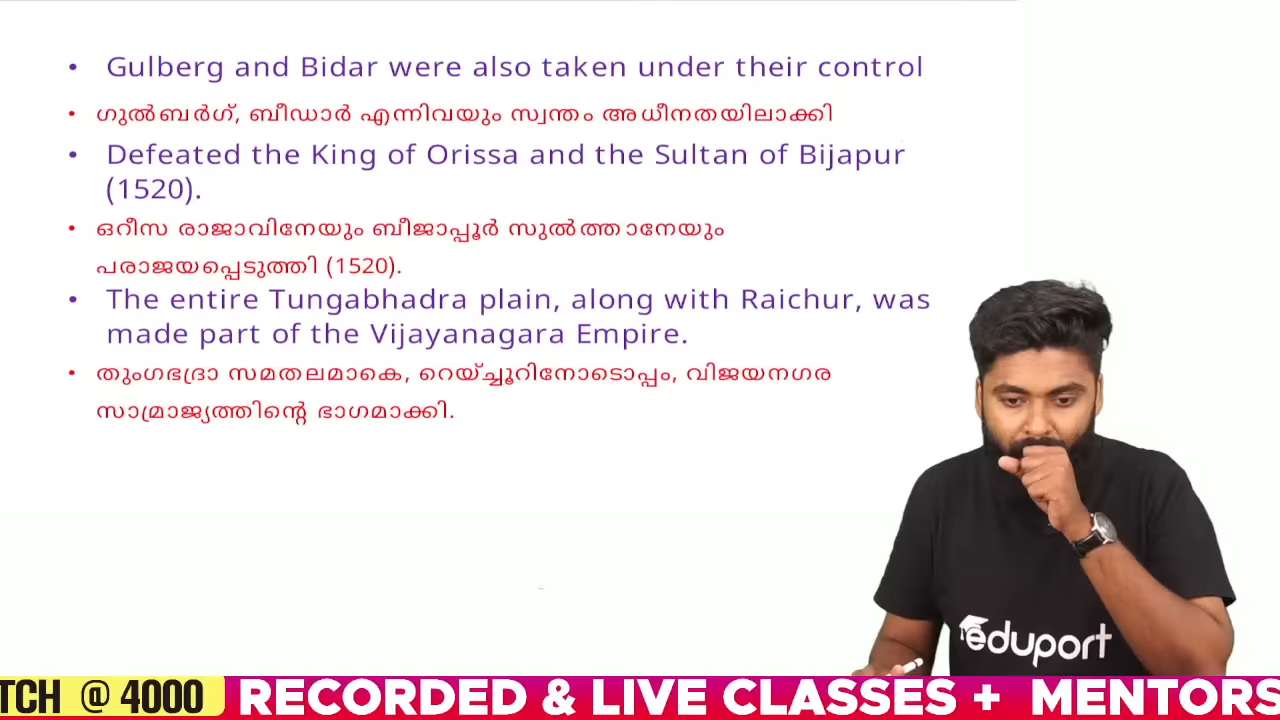 • Gulberg and Bidar were also taken under their control
• ഗുൽബർഗ്, ബീഡാർ എന്നിവയും സ്വന്തം അധീനതയിലാക്കി
• Defeated the King of Orissa and the Sultan of Bijapur
(1520).
• ഒറീസ രാജാവിനേയും ബീജാപ്പൂർ സുൽത്താനേയും
പരാജയപ്പെടുത്തി (1520).
• The entire Tungabhadra plain, along with Raichur, was
made part of the Vijayanagara Empire.
• തുംഗഭദ്രാ സമതലമാകെ, റെയ്ച്ചൂറിനോടൊപ്പം, വിജയനഗര
സാമ്രാജ്യത്തിന്റെ ഭാഗമാക്കി.
eduport
TCH @ 4000 RECORDED & LIVE CLASSES + MENTORS